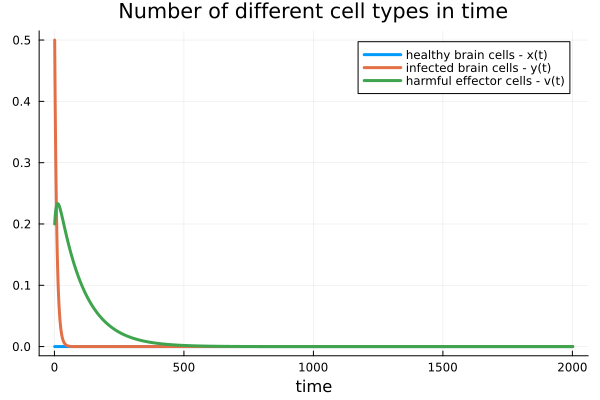 Number of different cell types in time
healthy brain cells - x(t)
infected brain cells - y(t)
harmful effector cells - v(t)
0.5
0.4
0.3
0.2
0.1
0.0
0
500
1000
1500
2000
time